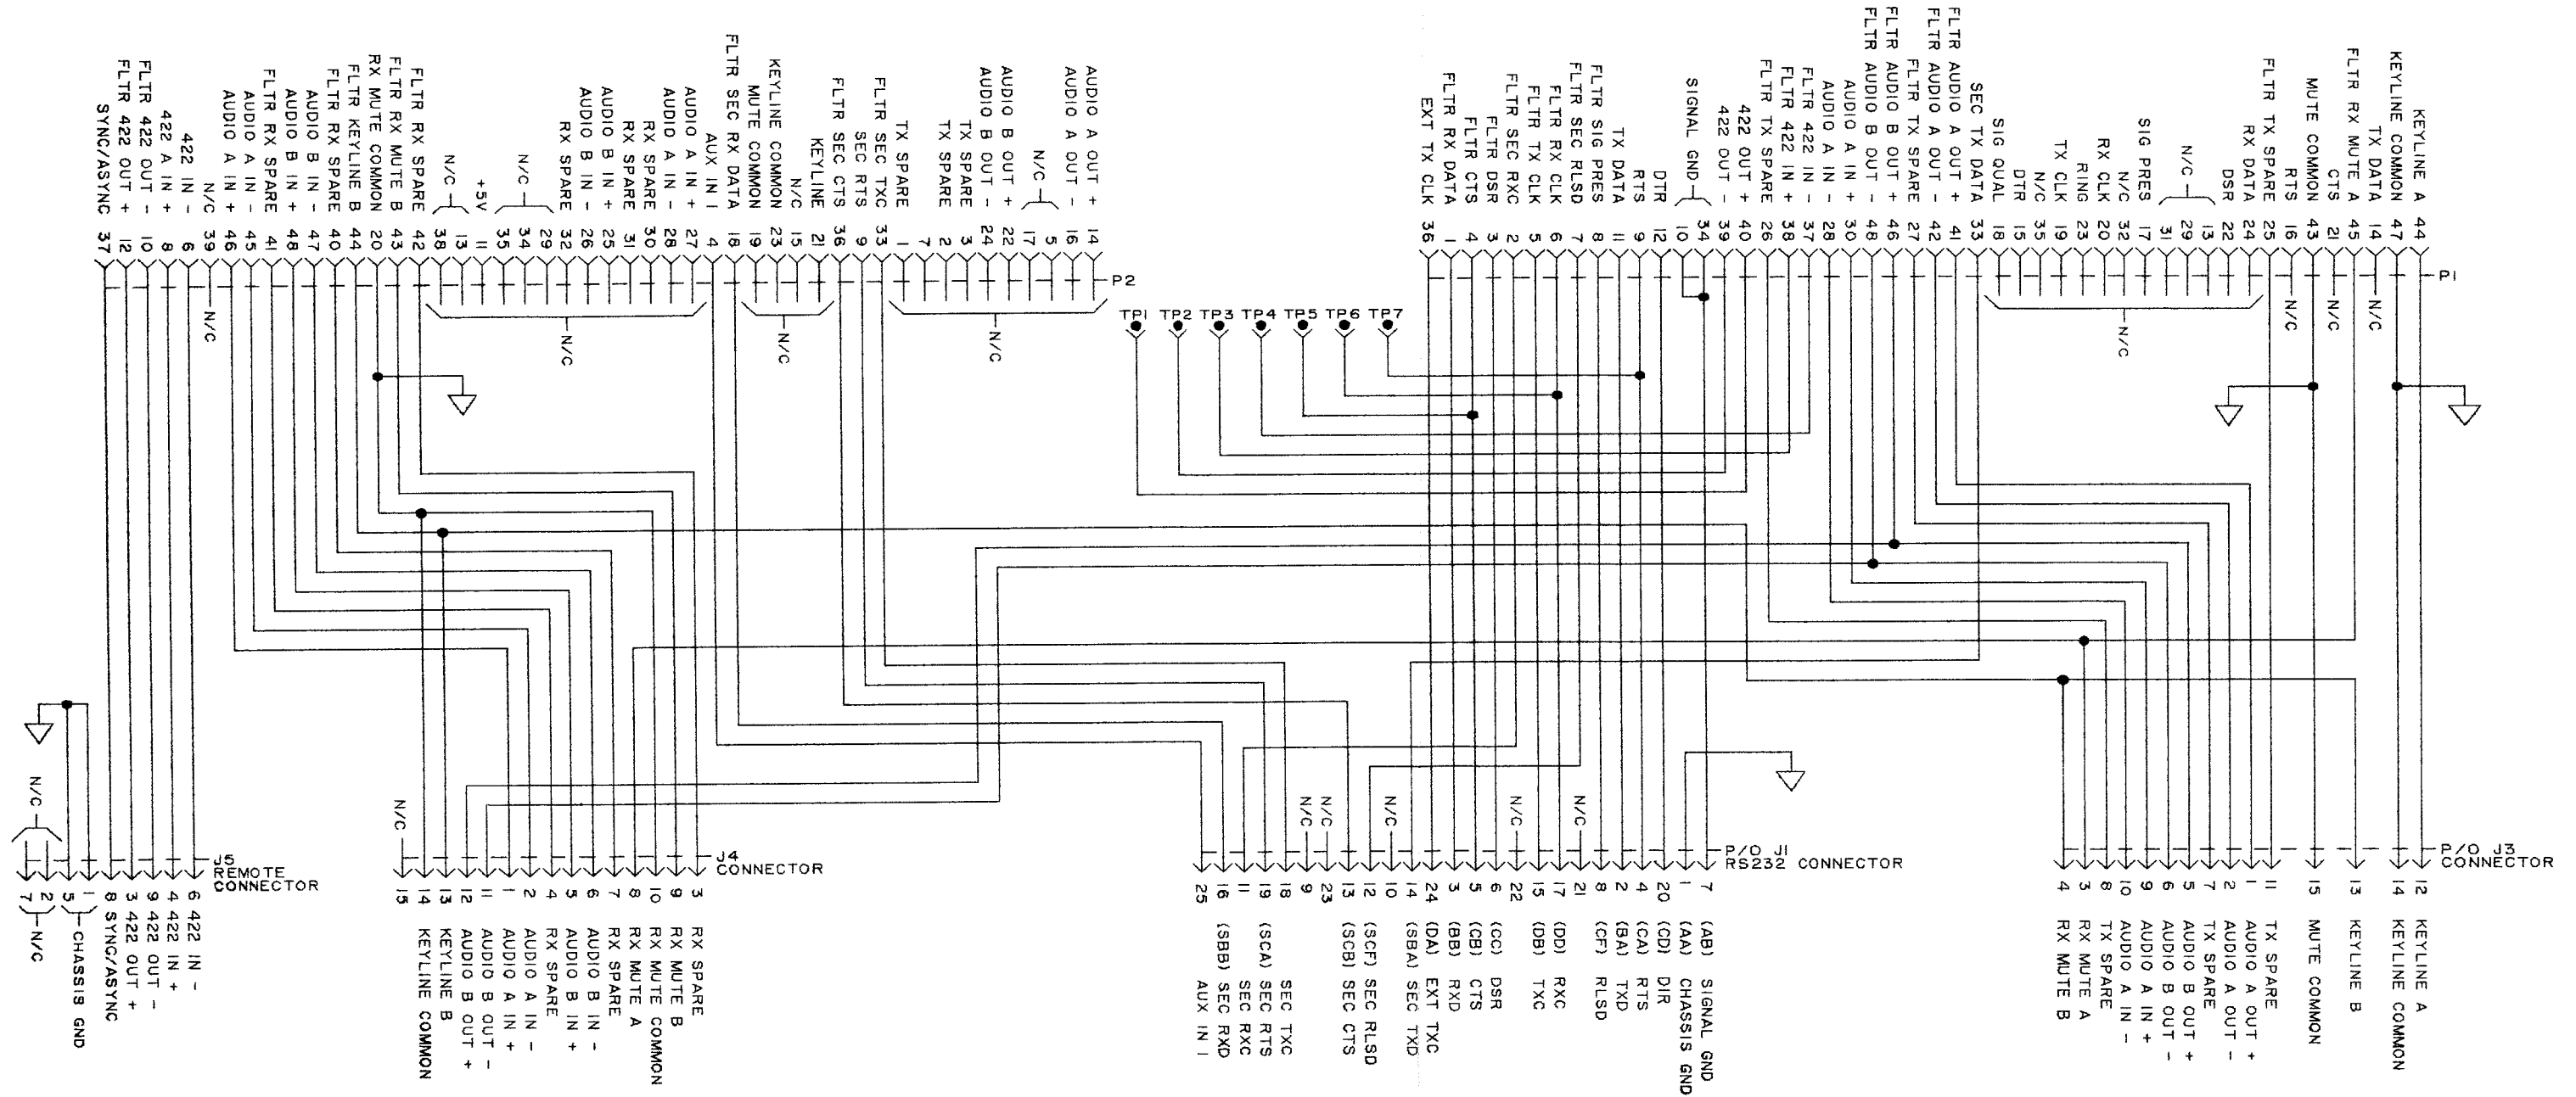 SYNC/ASYNC 37
FLTR 422 OUT + 12
FLTR 422 OUT - 10
422 A IN + 8
422 IN - 6
N/C 39
AUDIO A IN + 46
AUDIO A IN - 45
FLTR RX SPARE 41
AUDIO B IN + 48
AUDIO B IN - 47
FLTR RX SPARE 40
FLTR KEYLINE B 44
RX MUTE COMMON 20
FLTR RX MUTE B 43
FLTR RX SPARE 42
N/C 38
13
+5V 11
35
N/C 34
29
RX SPARE 32
AUDIO B IN - 26
AUDIO B IN + 25
RX SPARE 31
RX SPARE 30
AUDIO A IN - 28
AUDIO A IN + 27
AUX IN 1 4
FLTR SEC RX DATA 18
MUTE COMMON 19
KEYLINE COMMON 23
N/C 15
KEYLINE 21
FLTR SEC CTS 36
SEC RTS 9
FLTR SEC TXC 33
TX SPARE 1
7
TX SPARE 2
TX SPARE 3
AUDIO B OUT - 24
AUDIO B OUT + 22
N/C 17
5
AUDIO A OUT - 16
AUDIO A OUT + 14
P2
N/C
N/C
N/C
N/C
TP1 TP2 TP3 TP4 TP5 TP6 TP7
EXT TX CLK 36
FLTR RX DATA 1
FLTR CTS 4
FLTR DSR 3
FLTR SEC RXC 2
FLTR TX CLK 5
FLTR RX CLK 6
FLTR SEC RLSD 7
FLTR SIG PRES 8
TX DATA 11
RTS 9
DTR 12
SIGNAL GND 10
34
422 OUT - 39
422 OUT + 40
FLTR TX SPARE 26
FLTR 422 IN + 38
FLTR 422 IN - 37
AUDIO A IN - 28
AUDIO A IN + 30
FLTR AUDIO B OUT - 48
FLTR AUDIO B OUT + 46
FLTR TX SPARE 27
FLTR AUDIO A OUT - 42
FLTR AUDIO A OUT + 41
SEC TX DATA 33
SIG QUAL 18
DTR 15
N/C 35
TX CLK 19
RING 23
RX CLK 20
N/C 32
SIG PRES 17
31
N/C 29
13
DSR 22
RX DATA 24
FLTR TX SPARE 25
RTS 16
MUTE COMMON 43
CTS 21
FLTR RX MUTE A 45
TX DATA 14
KEYLINE COMMON 47
KEYLINE A 44
P1
N/C
N/C
N/C
N/C
N/C
7
2
N/C
5
1
CHASSIS GND
8 SYNC/ASYNC
3 422 OUT +
9 422 OUT -
4 422 IN +
6 422 IN -
J5
REMOTE
CONNECTOR
N/C
15
14 KEYLINE COMMON
13 KEYLINE B
12 AUDIO B OUT +
11 AUDIO B OUT -
1 AUDIO A IN +
2 AUDIO A IN -
4 RX SPARE
5 AUDIO B IN +
6 AUDIO B IN -
7 RX SPARE
8 RX MUTE A
10 RX MUTE COMMON
9 RX MUTE B
3 RX SPARE
J4
CONNECTOR
25 AUX IN 1
16 (SBB) SEC RXD
11 SEC RXC
19 (SCA) SEC RTS
18 SEC TXC
N/C 9
N/C 23
13 (SCB) SEC CTS
12 (SCF) SEC RLSD
N/C 10
14 (SBA) SEC TXD
24 (DA) EXT TXC
3 (BB) RXD
5 (CB) CTS
6 (CC) DSR
N/C 22
15 (DB) TXC
17 (DD) RXC
N/C 21
8 (CF) RLSD
2 (BA) TXD
4 (CA) RTS
20 (CD) DIR
1 (AA) CHASSIS GND
7 (AB) SIGNAL GND
P/O J1
RS232 CONNECTOR
4 RX MUTE B
3 RX MUTE A
8 TX SPARE
10 AUDIO A IN -
9 AUDIO A IN +
6 AUDIO B OUT -
5 AUDIO B OUT +
7 TX SPARE
2 AUDIO A OUT -
1 AUDIO A OUT +
11 TX SPARE
15 MUTE COMMON
13 KEYLINE B
14 KEYLINE COMMON
12 KEYLINE A
P/O J3
CONNECTOR